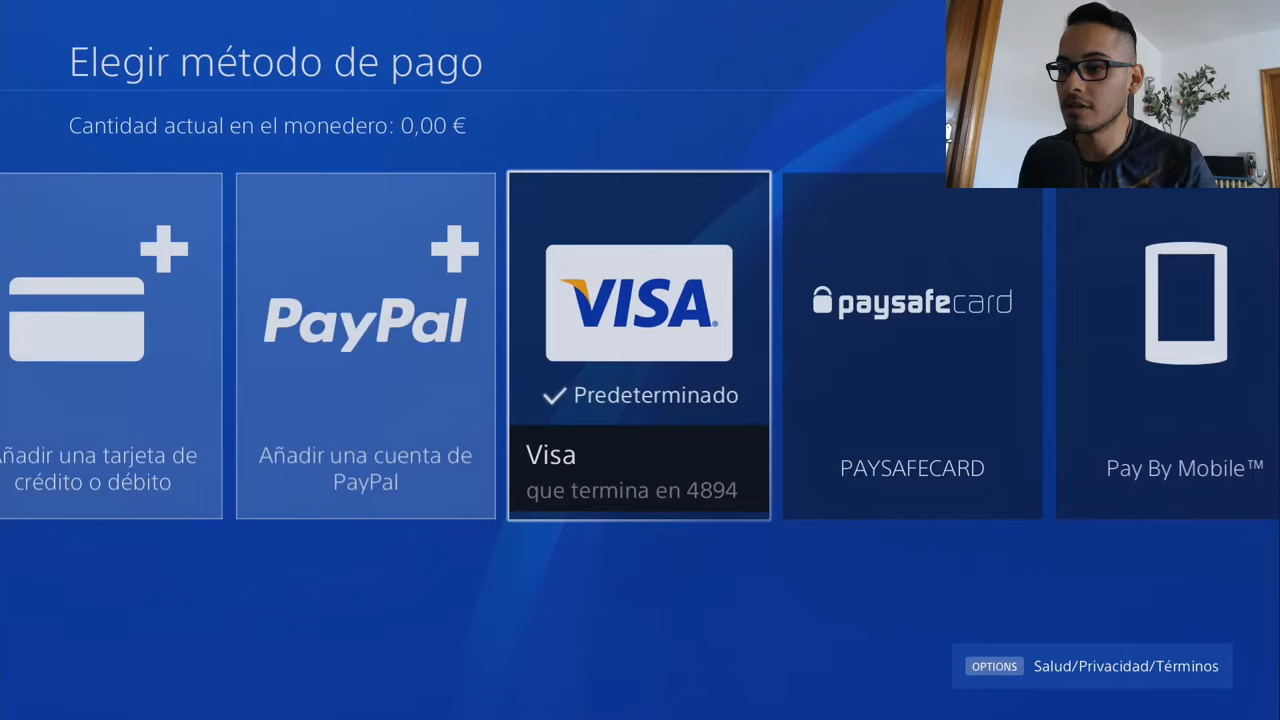 Elegir método de pago
Cantidad actual en el monedero: 0,00 €
ñadir una tarjeta de
crédito o débito
PayPal
Añadir una cuenta de
PayPal
VISA
Predeterminado
Visa
que termina en 4894
paysafecard
PAYSAFECARD
Pay By Mobile™
OPTIONS Salud/Privacidad/Términos